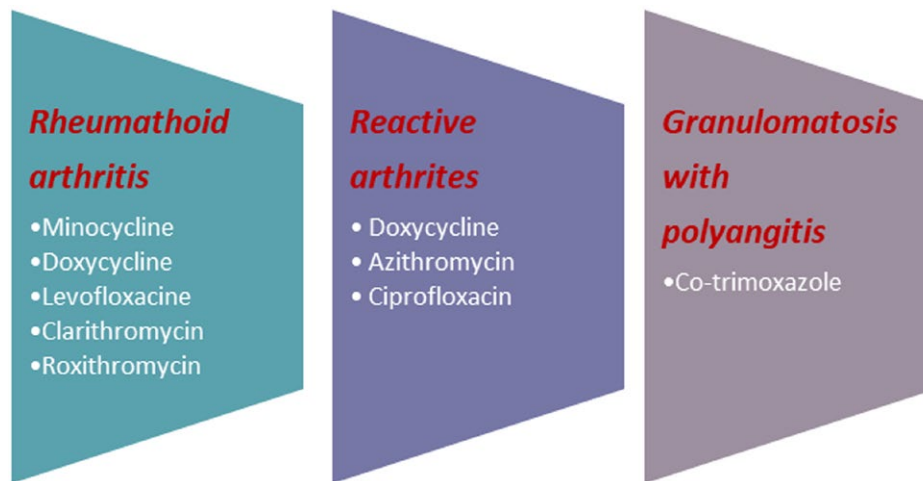 Rheumathoid
arthritis
•Minocycline
•Doxycycline
•Levofloxacine
•Clarithromycin
•Roxithromycin
Reactive
arthrites
• Doxycycline
• Azithromycin
• Ciprofloxacin
Granulomatosis
with
polyangitis
•Co-trimoxazole